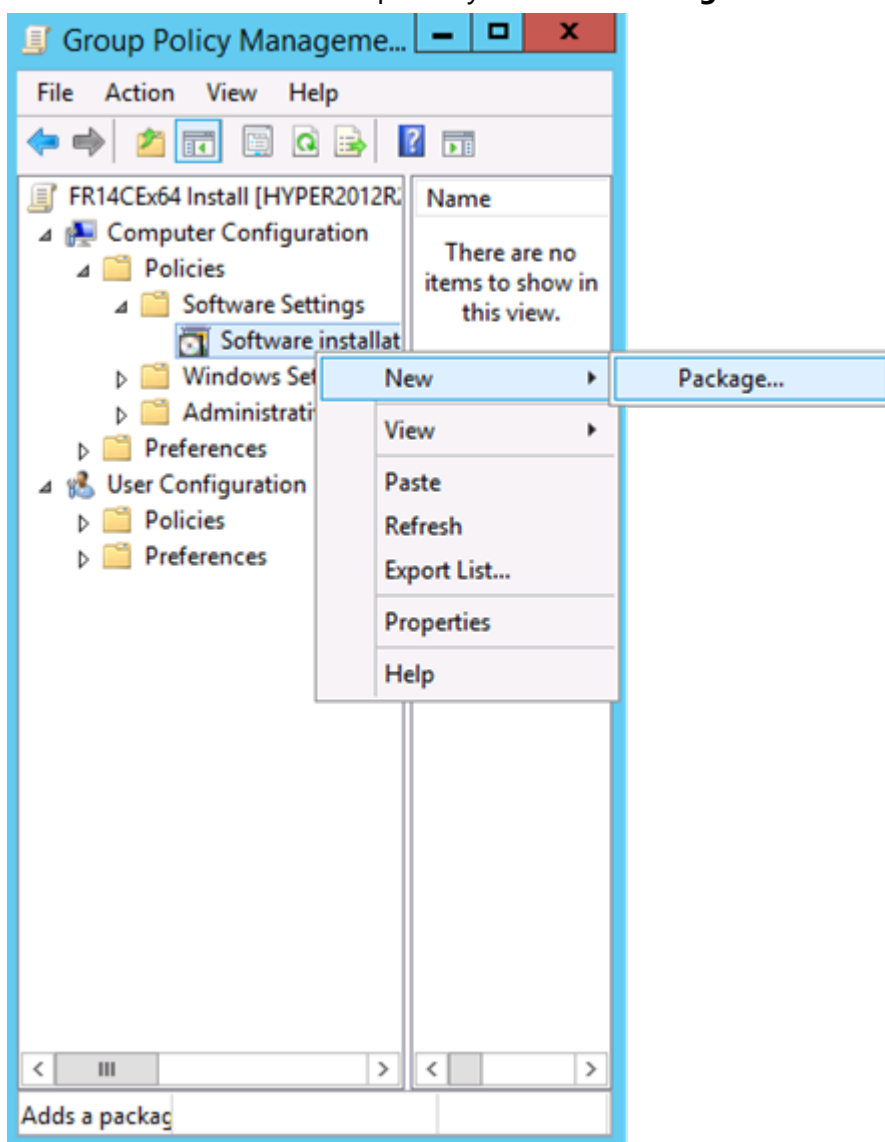 Group Policy Manageme...
File Action View Help
FR14CEx64 Install [HYPER2012R2
Name
Computer Configuration
There are no
items to show in
this view.
Policies
Software Settings
Software installat
Windows Set
Administrati
Preferences
User Configuration
Policies
Preferences
New
Package...
View
Paste
Refresh
Export List...
Properties
Help
Adds a packag